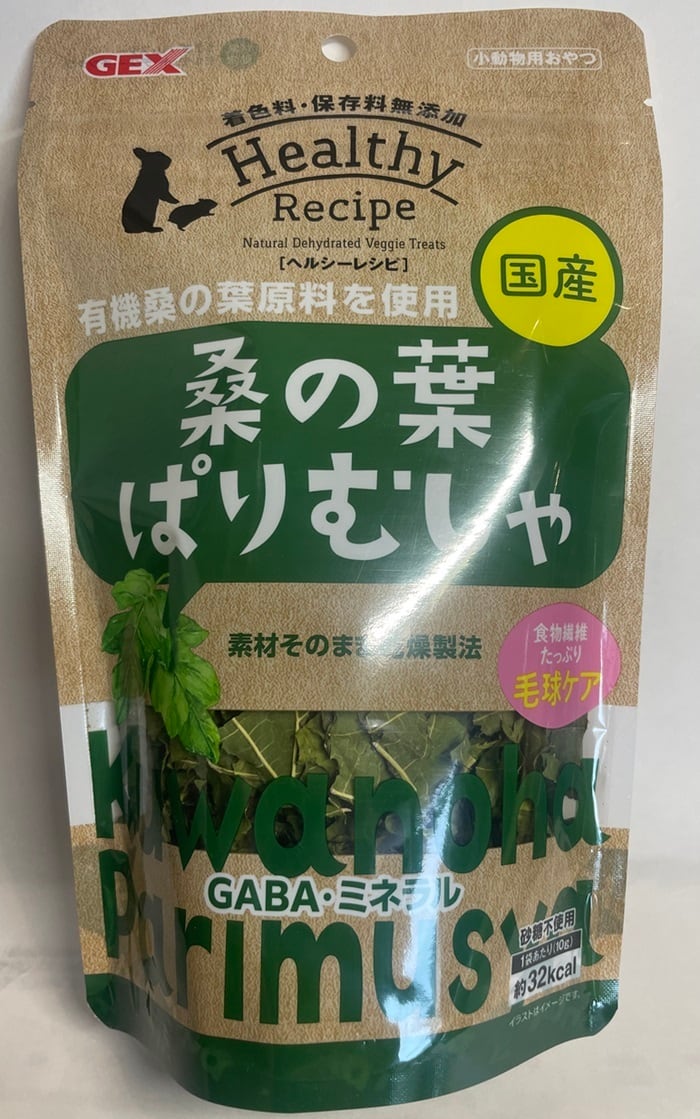 GEX
小動物用おやつ
着色料・保存料無添加
Healthy
Recipe
Natural Dehydrated Veggie Treats
[ヘルシーレシピ]
国産
有機桑の葉原料を使用
桑の葉
ぱりむしゃ
素材そのまま乾燥製法
食物繊維
たっぷり
毛球ケア
Kuwanoha
Parimusya
GABA・ミネラル
砂糖不使用
1袋あたり(10g)
約32kcal
イラストはイメージです。